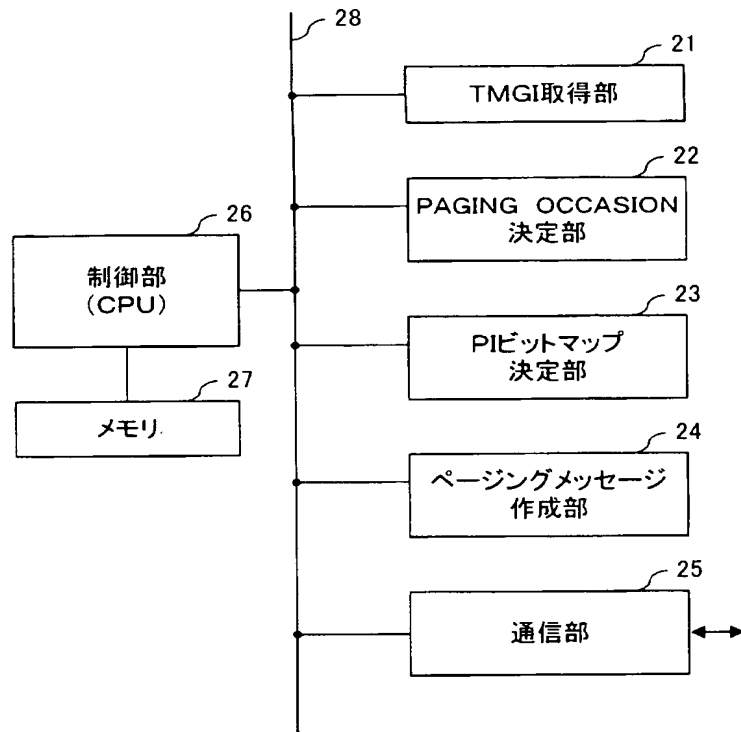 28
21
TMGI取得部
22
PAGING OCCASION
決定部
26
制御部
(CPU)
23
PIビットマップ
決定部
27
メモリ
24
ページングメッセージ
作成部
25
通信部